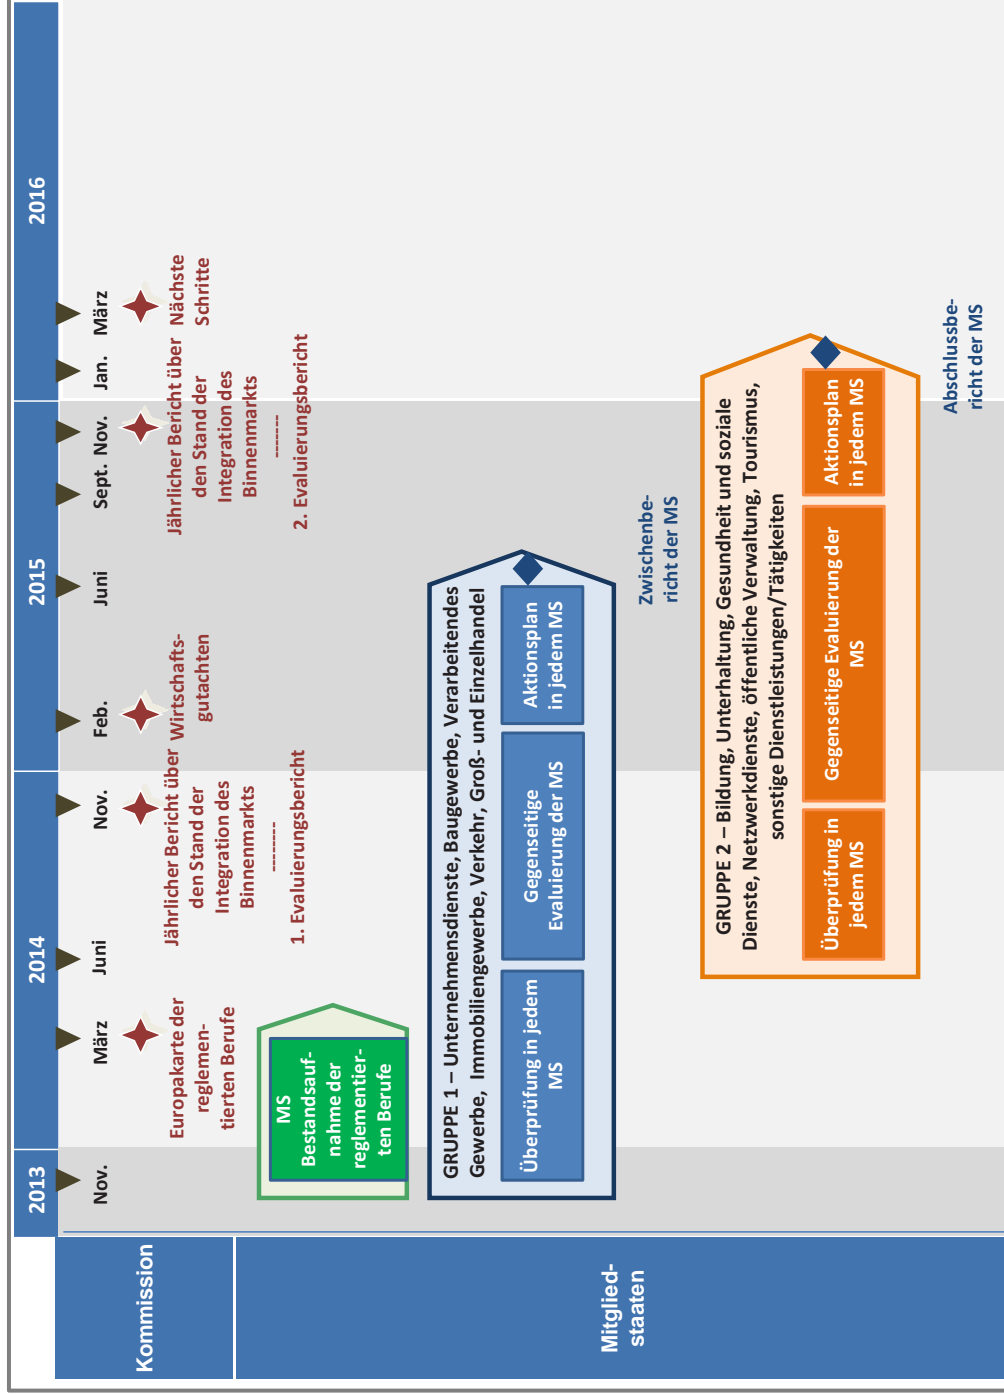 2013
2014
2015
2016
Nov.
März
Juni
Nov.
Feb.
Juni
Sept.
Nov.
Jan.
März
Kommission
Europakarte der
reglemen-
tierten Berufe
Jährlicher Bericht über
den Stand der
Integration des
Binnenmarkts
--------
1. Evaluierungsbericht
Wirtschafts-
gutachten
Jährlicher Bericht über
den Stand der
Integration des
Binnenmarkts
-------
2. Evaluierungsbericht
Nächste
Schritte
Mitglied-
staaten
MS
Bestandsauf-
nahme der
reglementier-
ten Berufe
GRUPPE 1 – Unternehmensdienste, Baugewerbe, Verarbeitendes
Gewerbe, Immobiliengewerbe, Verkehr, Groß- und Einzelhandel
Überprüfung in jedem
MS
Gegenseitige
Evaluierung der MS
Aktionsplan
in jedem MS
Zwischenbe-
richt der MS
GRUPPE 2 – Bildung, Unterhaltung, Gesundheit und soziale
Dienste, Netzwerkdienste, öffentliche Verwaltung, Tourismus,
sonstige Dienstleistungen/Tätigkeiten
Überprüfung in
jedem MS
Gegenseitige Evaluierung der
MS
Aktionsplan
in jedem MS
Abschlussbe-
richt der MS